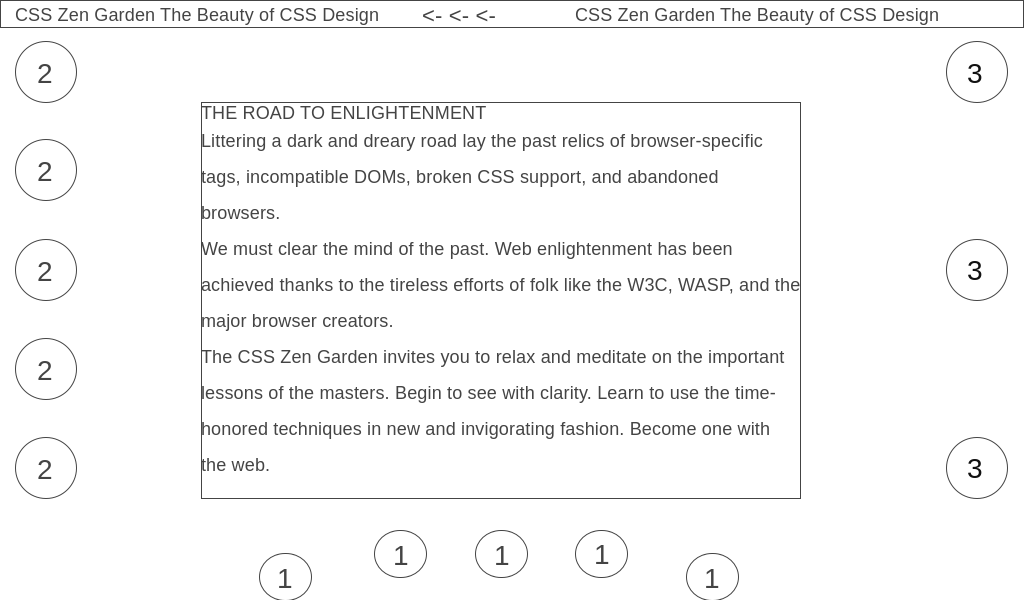 CSS Zen Garden The Beauty of CSS Design <- <- <- CSS Zen Garden The Beauty of CSS Design
2 3
2
2 3
2
2 3
THE ROAD TO ENLIGHTENMENT
Littering a dark and dreary road lay the past relics of browser-specific
tags, incompatible DOMs, broken CSS support, and abandoned
browsers.
We must clear the mind of the past. Web enlightenment has been
achieved thanks to the tireless efforts of folk like the W3C, WASP, and the
major browser creators.
The CSS Zen Garden invites you to relax and meditate on the important
lessons of the masters. Begin to see with clarity. Learn to use the time-
honored techniques in new and invigorating fashion. Become one with
the web.
1 1 1 1 1